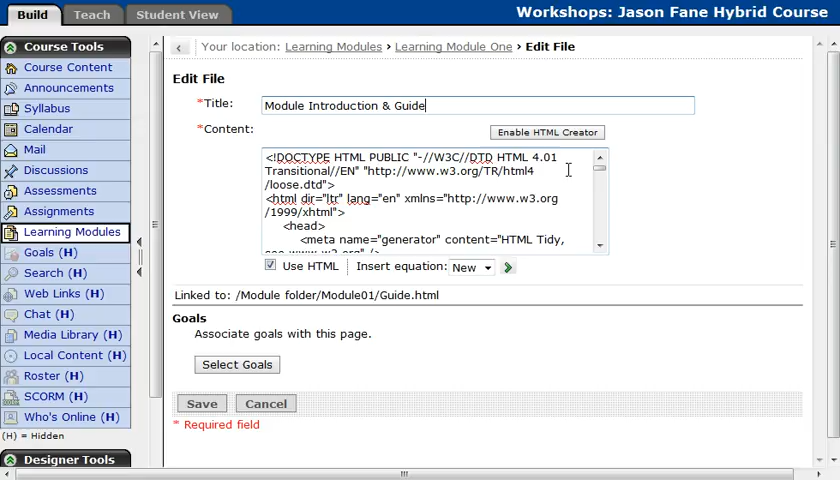 Build
Teach
Student View
Workshops: Jason Fane Hybrid Course
Course Tools
Course Content
Announcements
Syllabus
Calendar
Mail
Discussions
Assessments
Assignments
Learning Modules
Goals (H)
Search (H)
Web Links (H)
Chat (H)
Media Library (H)
Local Content (H)
Roster (H)
SCORM (H)
Who's Online (H)
(H) = Hidden
Designer Tools
Your location: Learning Modules › Learning Module One › Edit File
Edit File
*Title:
Module Introduction & Guide
*Content:
Enable HTML Creator
<!DOCTYPE HTML PUBLIC "-//W3C//DTD HTML 4.01
Transitional//EN" "http://www.w3.org/TR/html4
/loose.dtd">
<html dir="ltr" lang="en" xmlns="http://www.w3.org
/1999/xhtml">
<head>
<meta name="generator" content="HTML Tidy,
see www.w3.org" />
Use HTML
Insert equation:
New
Linked to: /Module folder/Module01/Guide.html
Goals
Associate goals with this page.
Select Goals
Save
Cancel
* Required field